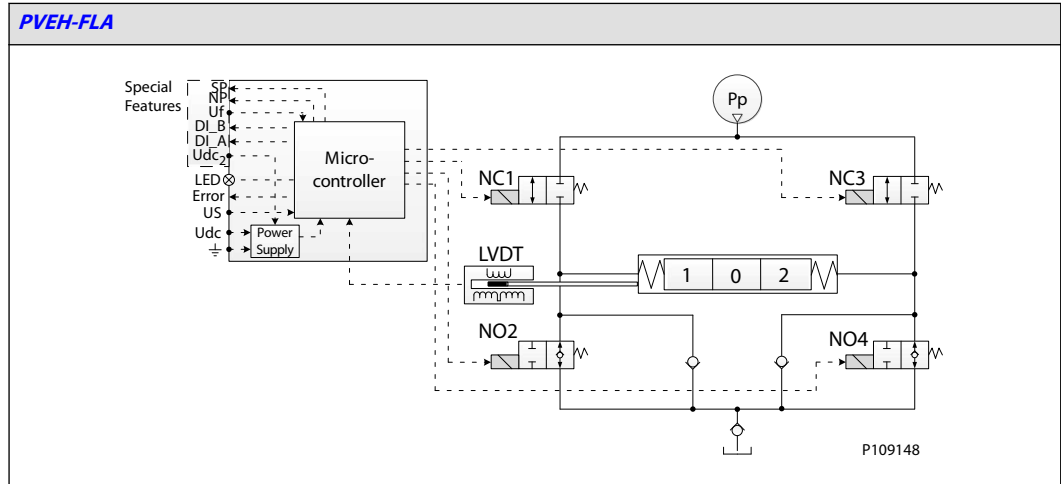 PVEH-FLA
Special
Features
SP
NP
Uf
DI_B
DI_A
Udc2
LED
Error
US
Udc
Micro-
controller
Power
Supply
Pp
NC1
NC3
LVDT
1 0 2
NO2
NO4
P109148